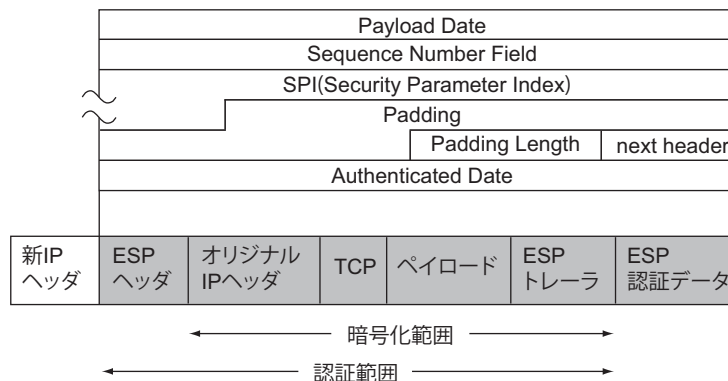 Payload Date
Sequence Number Field
SPI(Security Parameter Index)
Padding
Padding Length
next header
Authenticated Date
新IP
ヘッダ
ESP
ヘッダ
オリジナル
IPヘッダ
TCP
ペイロード
ESP
トレーラ
ESP
認証データ
暗号化範囲
認証範囲